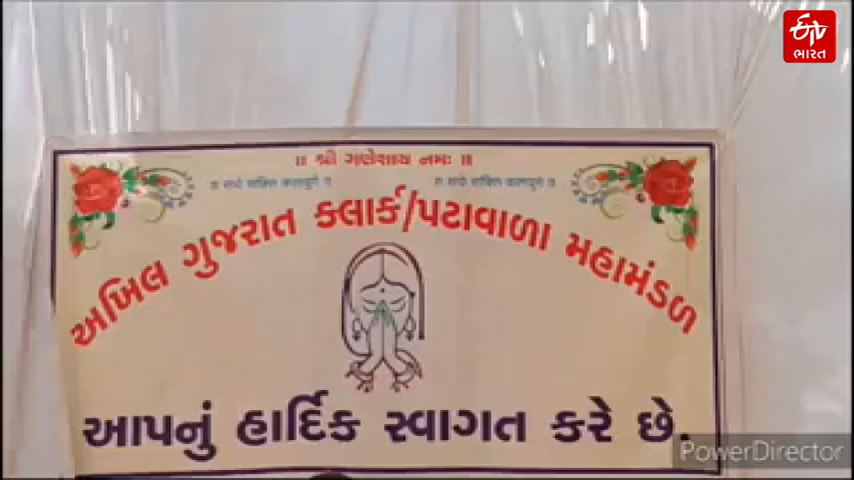 ETV
ભારત
॥ શ્રી ગણેશાય નમઃ ॥
અખિલ ગુજરાત ક્લાર્ક/પટાવાળા મહામંડળ
આપનું હાર્દિક સ્વાગત કરે છે.
PowerDirector